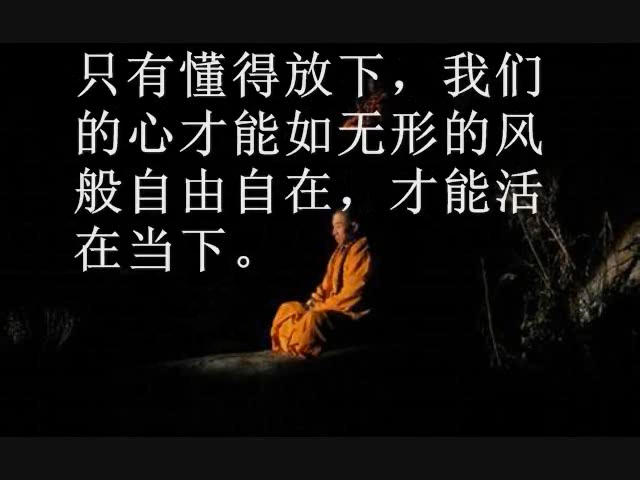 只有懂得放下，我们
的心才能如无形的风
般自由自在，才能活
在当下。